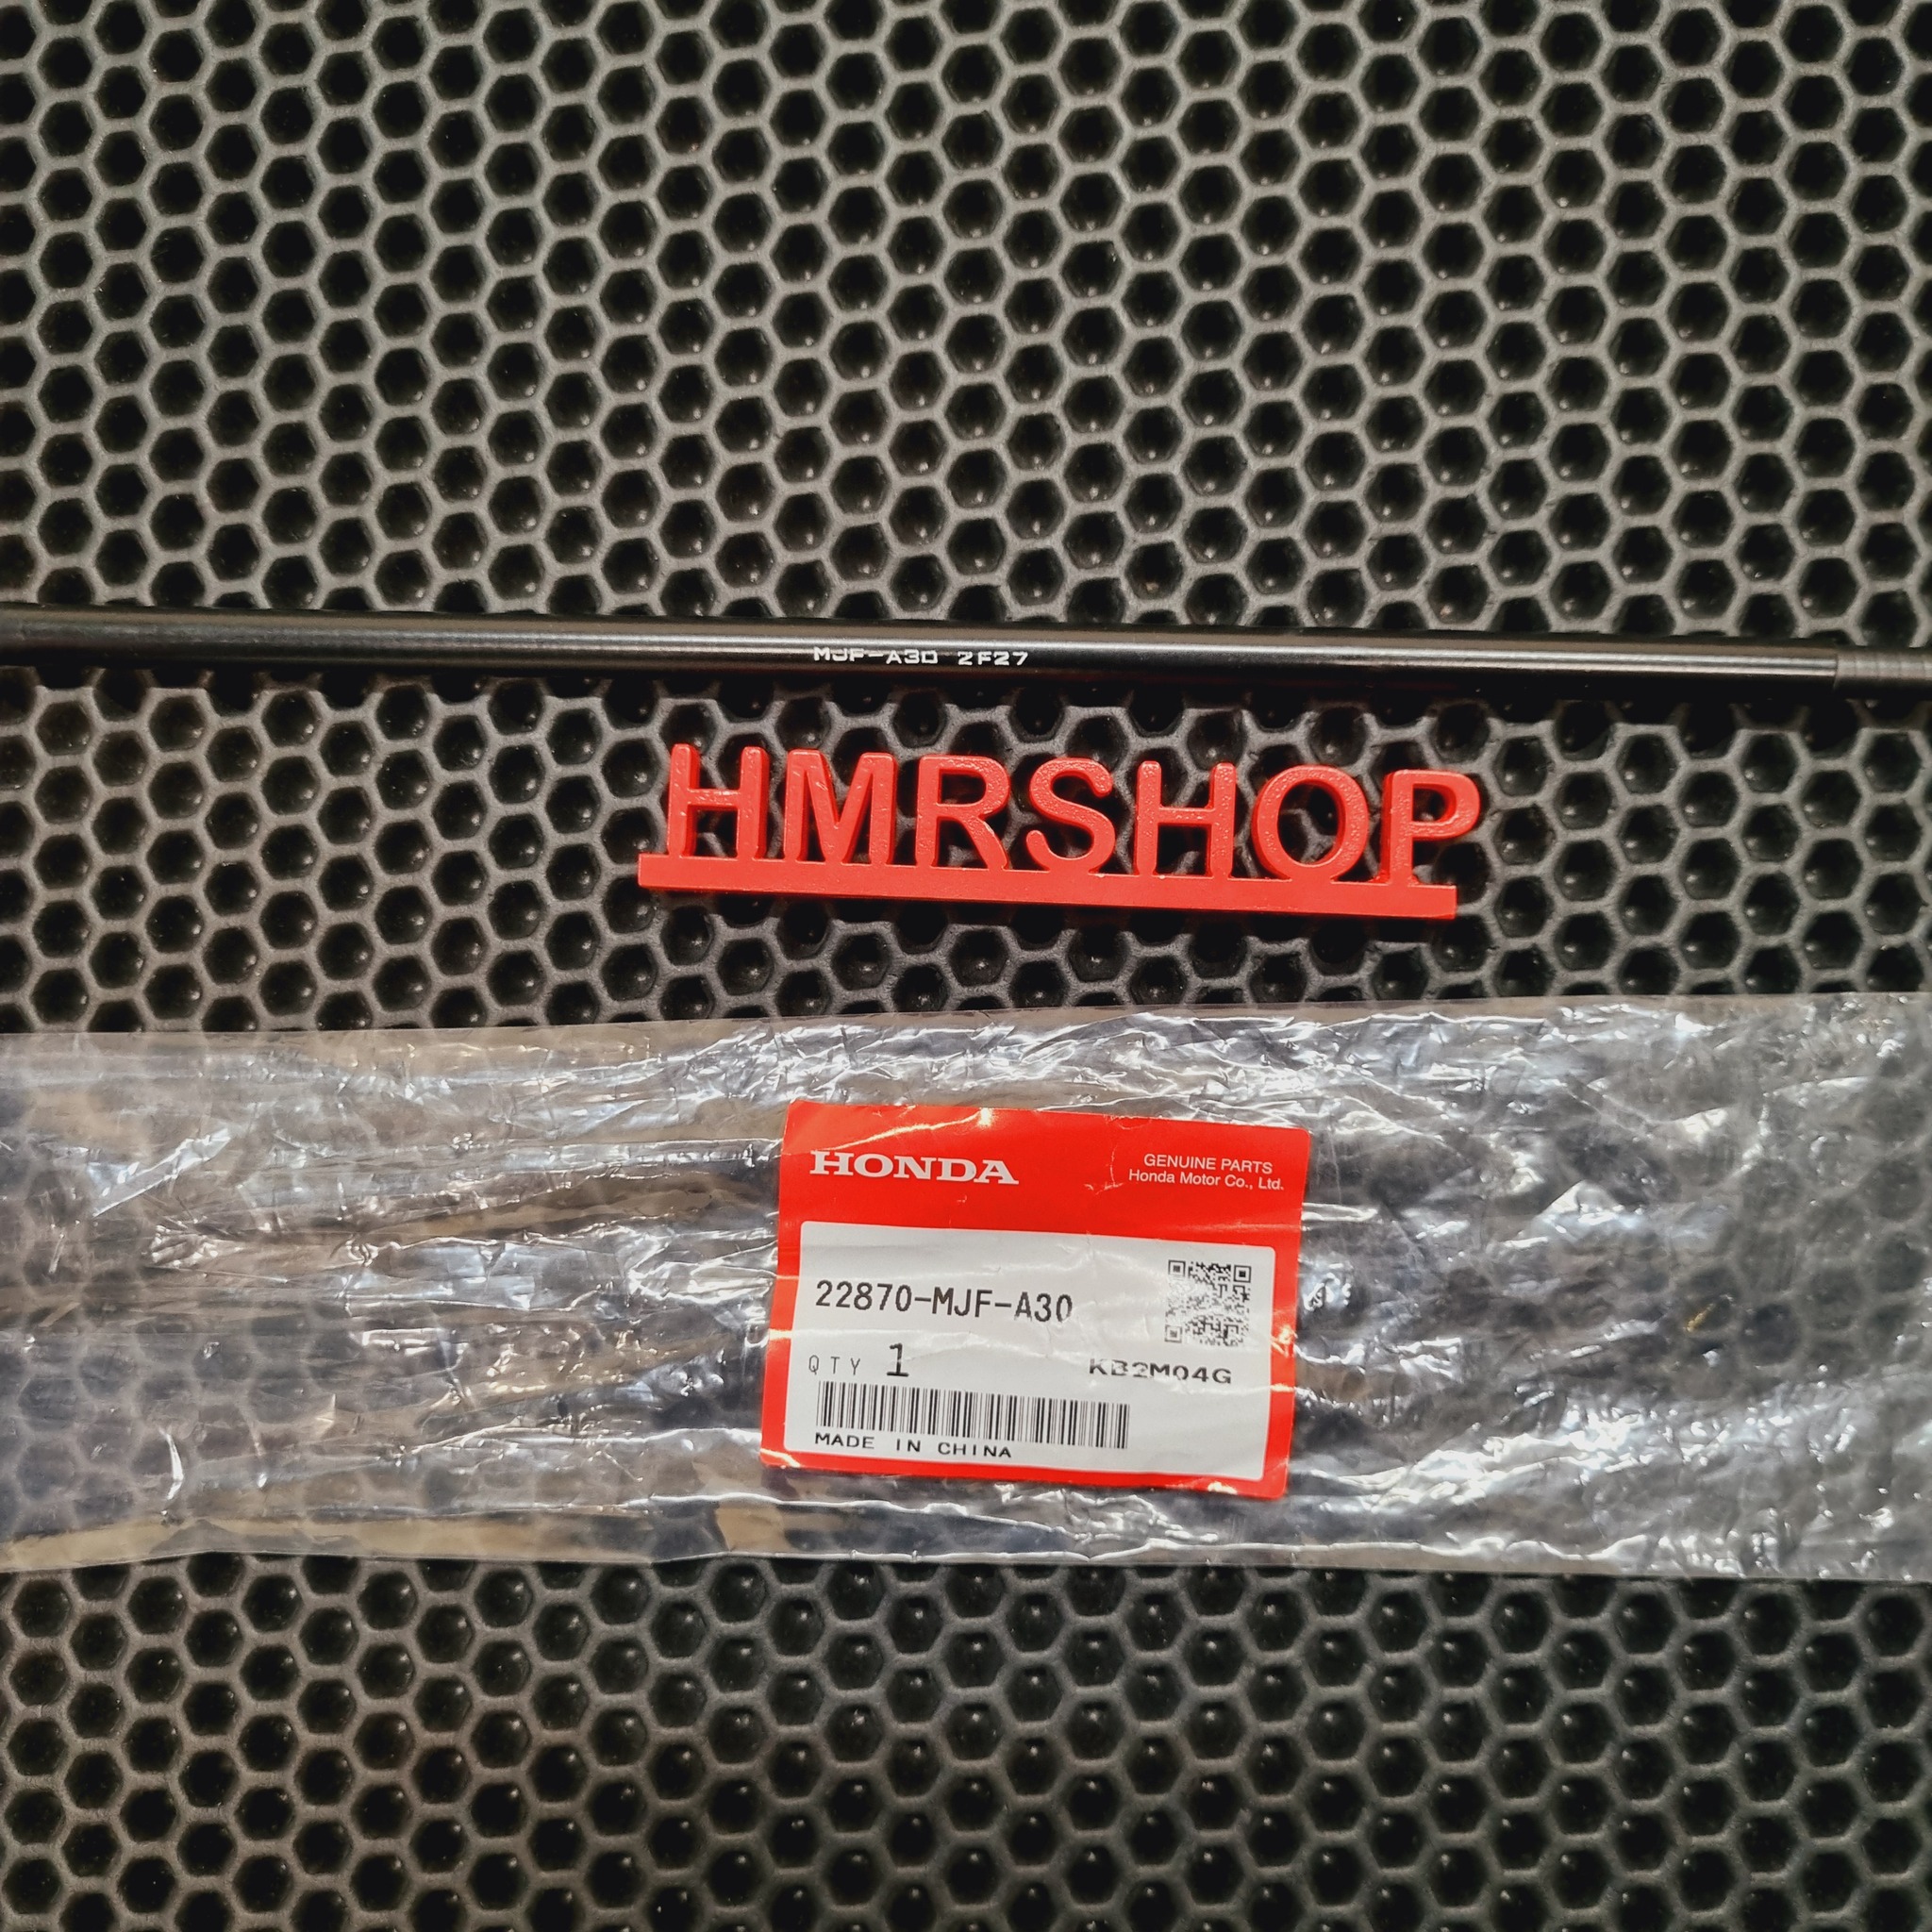 MJF-A30 2F27
HMRSHOP
HONDA
GENUINE PARTS
Honda Motor Co., Ltd.
22870-MJF-A30
QTY 1
KB2M04G
MADE IN CHINA